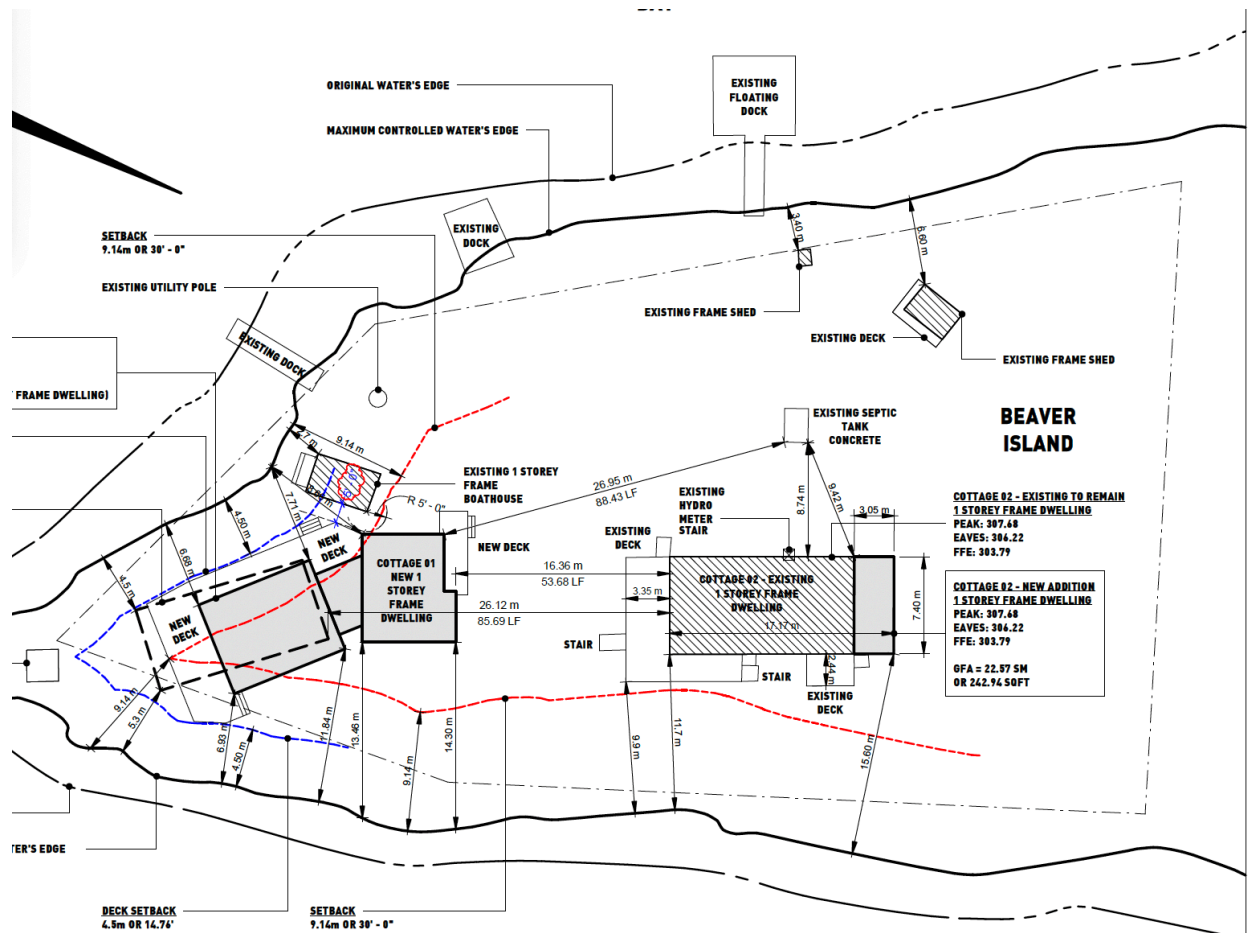 ORIGINAL WATER'S EDGE
MAXIMUM CONTROLLED WATER'S EDGE
EXISTING
FLOATING
DOCK
EXISTING
DOCK
SETBACK
9.14m OR 30' - 0"
EXISTING UTILITY POLE
EXISTING DOCK
3.40 m
6.60 m
EXISTING FRAME SHED
EXISTING DECK
EXISTING FRAME SHED
FRAME DWELLING)
BEAVER
ISLAND
EXISTING SEPTIC
TANK
CONCRETE
9.14 m
2.7 m
EXISTING 1 STOREY
FRAME
BOATHOUSE
R 5' - 0"
7.71 m
4.50 m
6.68 m
4.5 m
NEW
DECK
NEW DECK
26.95 m
88.43 LF
EXISTING
HYDRO
METER
STAIR
EXISTING
DECK
8.74 m
9.42 m
3.05 m
COTTAGE 02 - EXISTING TO REMAIN
1 STOREY FRAME DWELLING
PEAK: 307.68
EAVES: 306.22
FFE: 303.79
COTTAGE 01
NEW 1
STOREY
FRAME
DWELLING
16.36 m
53.68 LF
26.12 m
85.69 LF
3.35 m
COTTAGE 02 - EXISTING
1 STOREY FRAME
DWELLING
17.17 m
7.40 m
COTTAGE 02 - NEW ADDITION
1 STOREY FRAME DWELLING
PEAK: 307.68
EAVES: 306.22
FFE: 303.79
GFA = 22.57 SM
OR 242.94 SQFT
NEW
DECK
STAIR
STAIR
2.44 m
EXISTING
DECK
9.14 m
5.3 m
6.93 m
4.50 m
11.84 m
13.46 m
9.14 m
14.30 m
9.9 m
11.7 m
15.60 m
TER'S EDGE
DECK SETBACK
4.5m OR 14.76'
SETBACK
9.14m OR 30' - 0"